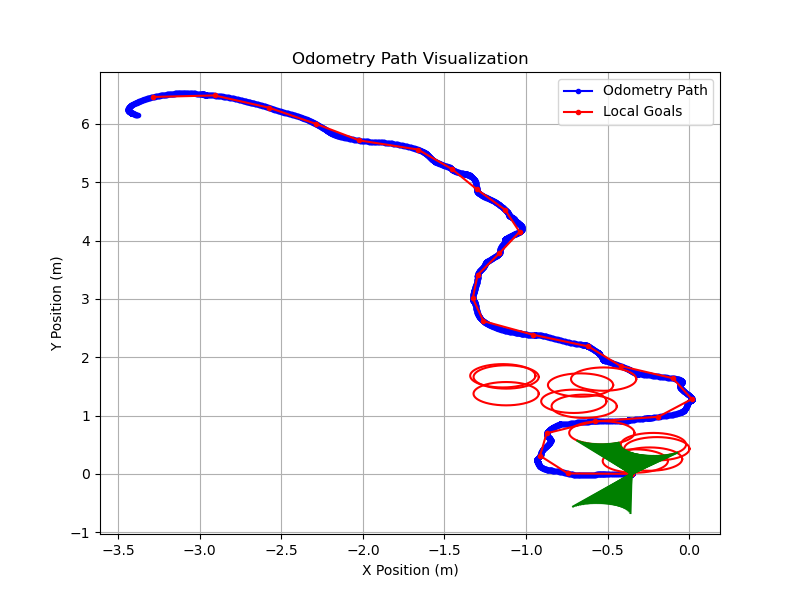 Odometry Path Visualization
Odometry Path
Local Goals
Y Position (m)
6
5
4
3
2
1
0
−1
−3.5 −3.0 −2.5 −2.0 −1.5 −1.0 −0.5 0.0
X Position (m)